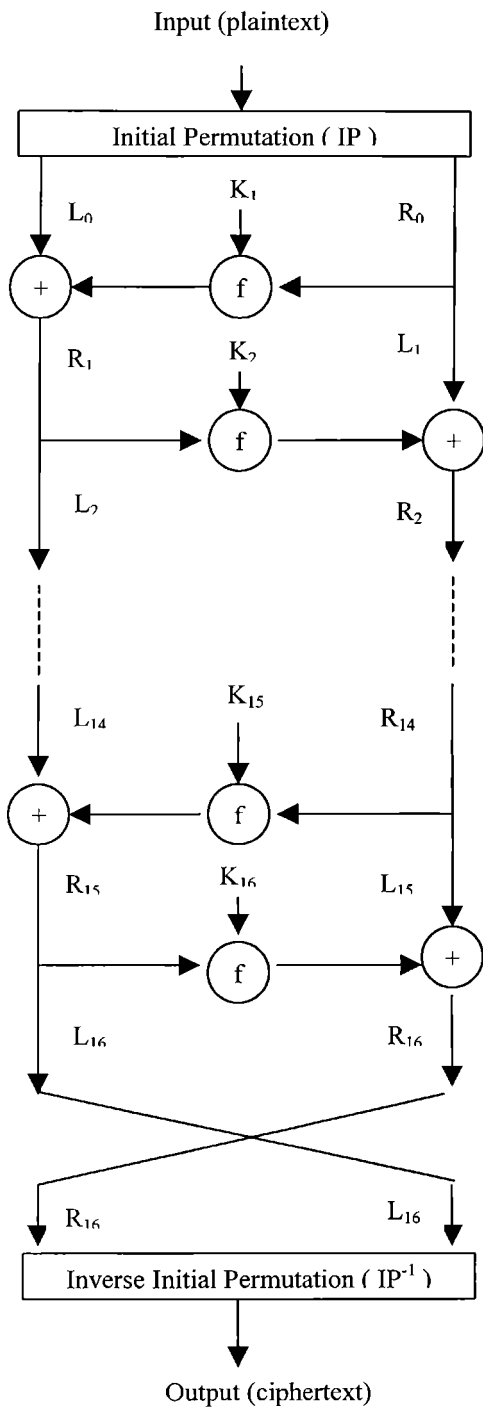 Input (plaintext)
Initial Permutation ( IP )
L₀ K₁ R₀
+ f
R₁ K₂ L₁
f +
L₂ R₂
L₁₄ K₁₅ R₁₄
+ f
R₁₅ K₁₆ L₁₅
f +
L₁₆ R₁₆
R₁₆ L₁₆
Inverse Initial Permutation ( IP⁻¹ )
Output (ciphertext)